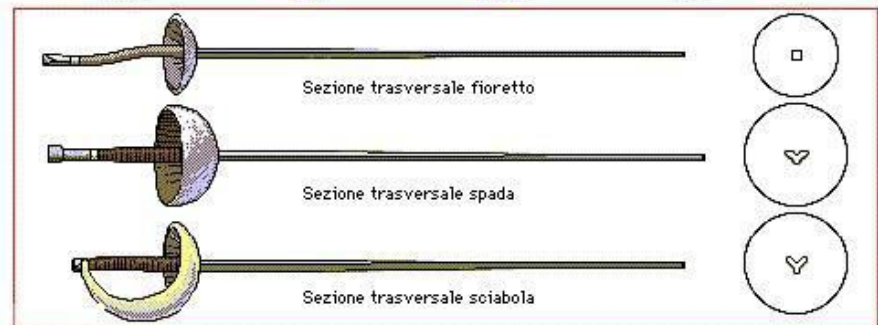 Sezione trasversale fioretto
Sezione trasversale spada
Sezione trasversale sciabola